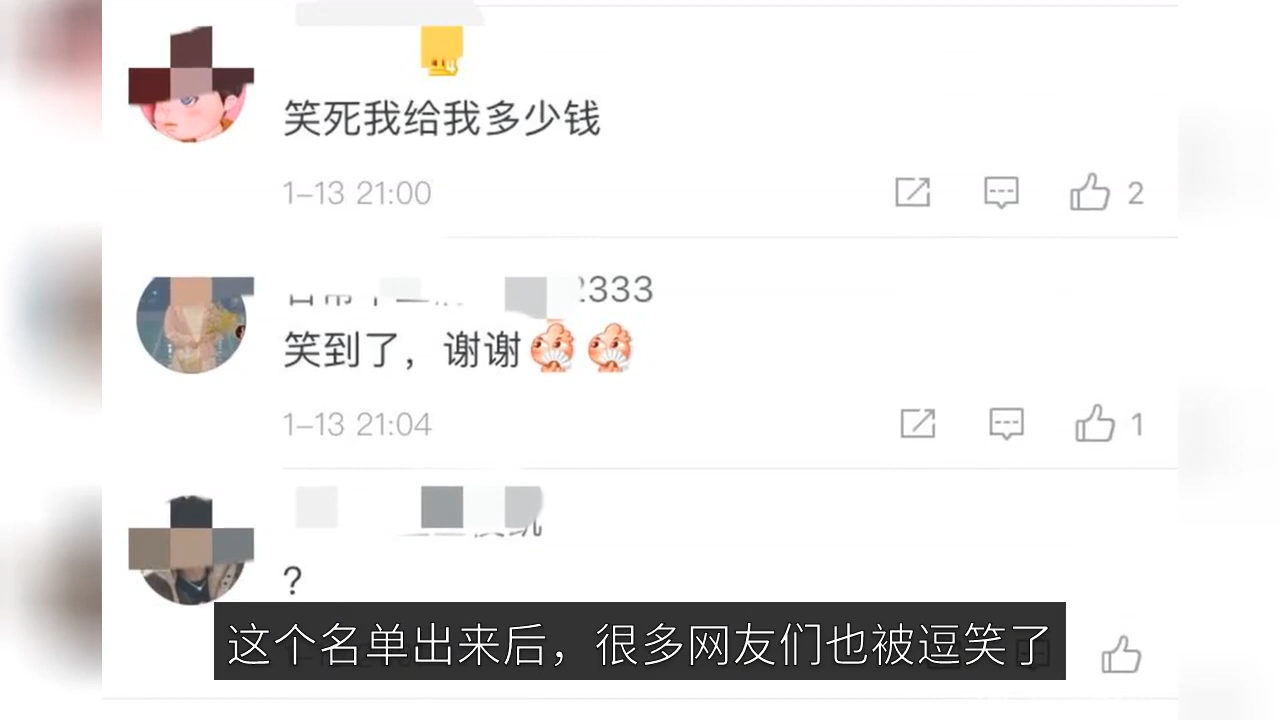 笑死我给我多少钱
1-13 21:00
2
2333
笑到了，谢谢
1-13 21:04
1
?
这个名单出来后，很多网友们也被逗笑了